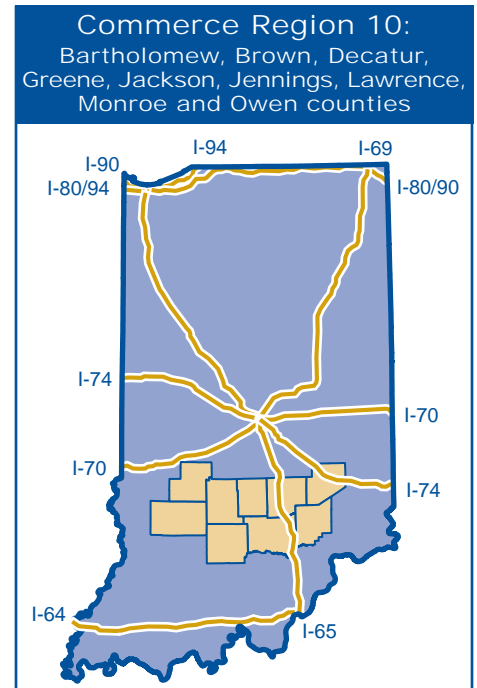 Commerce Region 10:
Bartholomew, Brown, Decatur,
Greene, Jackson, Jennings, Lawrence,
Monroe and Owen counties
I-94
I-69
I-90
I-80/94
I-80/90
I-74
I-70
I-70
I-74
I-64
I-65